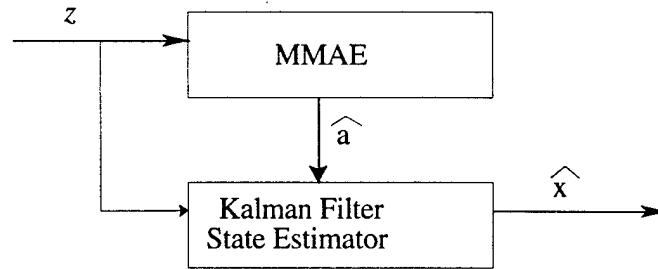 z
MMAE
â
Kalman Filter
State Estimator
x̂